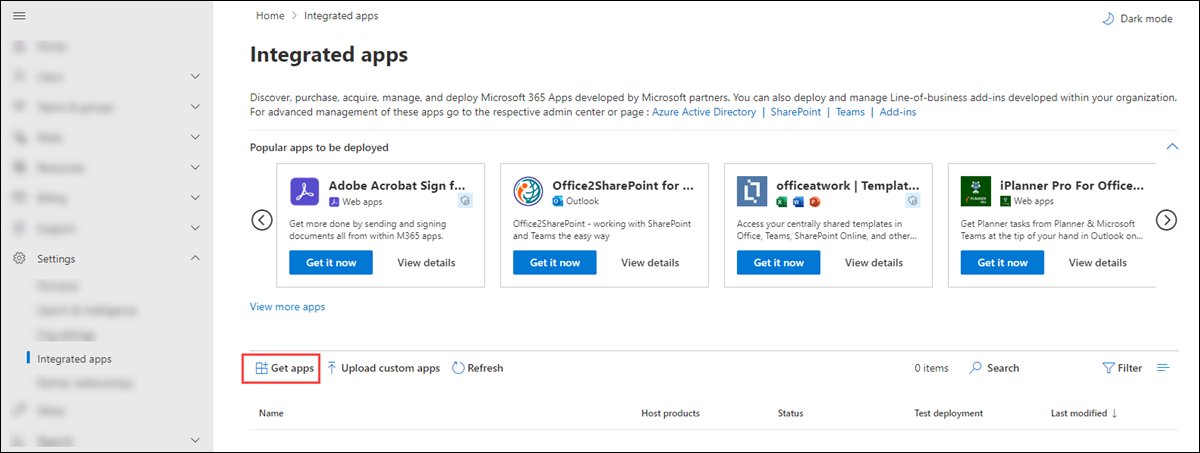 Home > Integrated apps
Dark mode
Integrated apps
Discover, purchase, acquire, manage, and deploy Microsoft 365 Apps developed by Microsoft partners. You can also deploy and manage Line-of-business add-ins developed within your organization.
For advanced management of these apps go to the respective admin center or page : Azure Active Directory | SharePoint | Teams | Add-ins
Popular apps to be deployed
Adobe Acrobat Sign f...
Web apps
Get more done by sending and signing
documents all from within M365 apps.
Get it now View details
Office2SharePoint for ...
Outlook
Office2SharePoint - working with SharePoint
and Teams the easy way
Get it now View details
officeatwork | Templat...
Access your centrally shared templates in
Office, Teams, SharePoint Online, and other...
Get it now View details
iPlanner Pro For Office...
Web apps
Get Planner tasks from Planner & Microsoft
Teams at the tip of your hand in Outlook on...
Get it now View details
View more apps
Settings
Integrated apps
Get apps Upload custom apps Refresh 0 items Search Filter
Name Host products Status Test deployment Last modified ↓